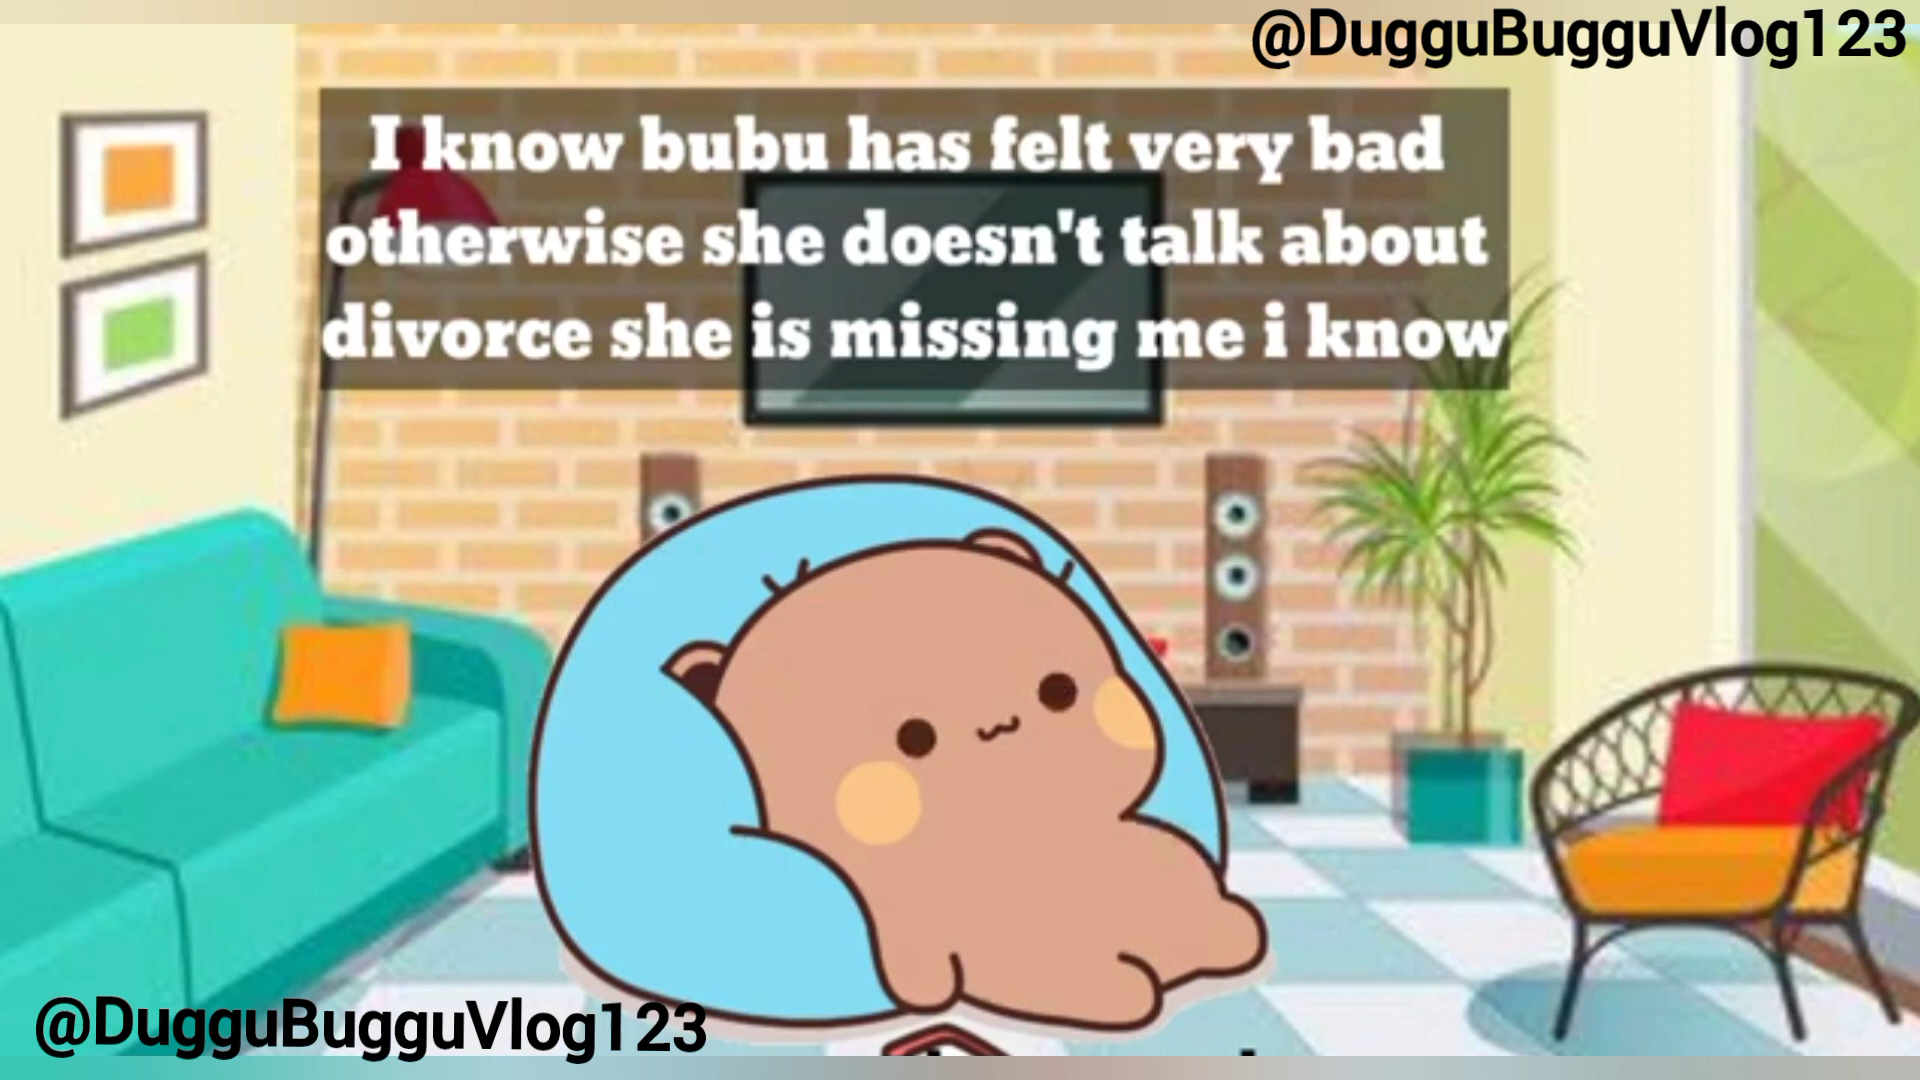 @DugguBugguVlog123
I know bubu has felt very bad
otherwise she doesn't talk about
divorce she is missing me i know
@DugguBugguVlog123